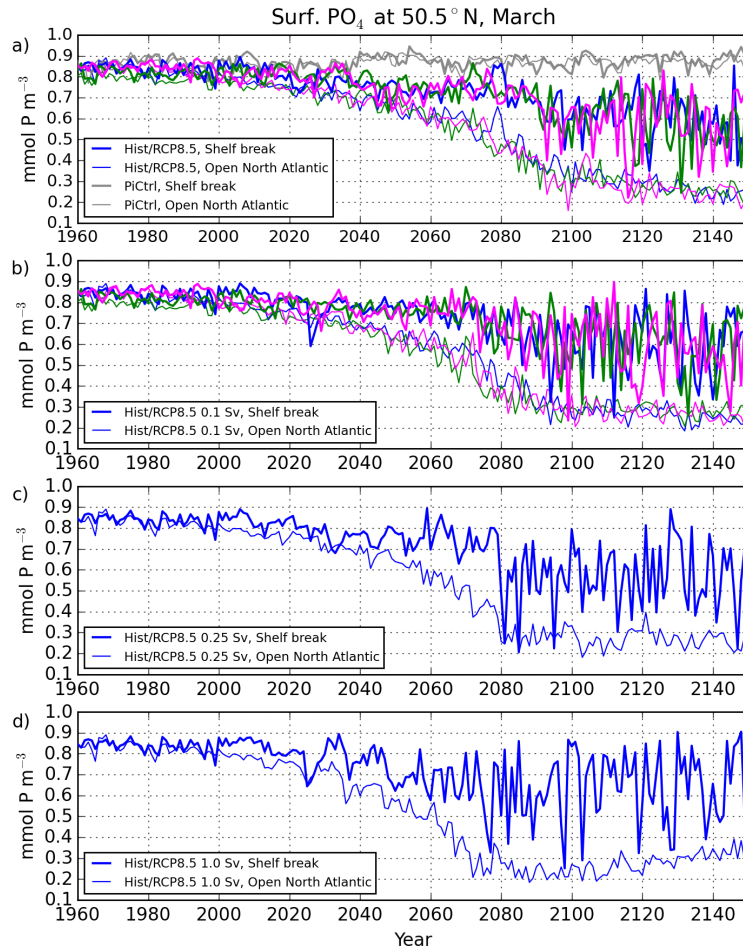 Surf. PO₄ at 50.5°N, March
a)
mmol P m⁻³
1.0
0.9
0.8
0.7
0.6
0.5
0.4
0.3
0.2
0.1
Hist/RCP8.5, Shelf break
Hist/RCP8.5, Open North Atlantic
PiCtrl, Shelf break
PiCtrl, Open North Atlantic
1960 1980 2000 2020 2040 2060 2080 2100 2120 2140
b)
mmol P m⁻³
1.0
0.9
0.8
0.7
0.6
0.5
0.4
0.3
0.2
0.1
Hist/RCP8.5 0.1 Sv, Shelf break
Hist/RCP8.5 0.1 Sv, Open North Atlantic
1960 1980 2000 2020 2040 2060 2080 2100 2120 2140
c)
mmol P m⁻³
1.0
0.9
0.8
0.7
0.6
0.5
0.4
0.3
0.2
0.1
Hist/RCP8.5 0.25 Sv, Shelf break
Hist/RCP8.5 0.25 Sv, Open North Atlantic
1960 1980 2000 2020 2040 2060 2080 2100 2120 2140
d)
mmol P m⁻³
1.0
0.9
0.8
0.7
0.6
0.5
0.4
0.3
0.2
0.1
Hist/RCP8.5 1.0 Sv, Shelf break
Hist/RCP8.5 1.0 Sv, Open North Atlantic
1960 1980 2000 2020 2040 2060 2080 2100 2120 2140
Year